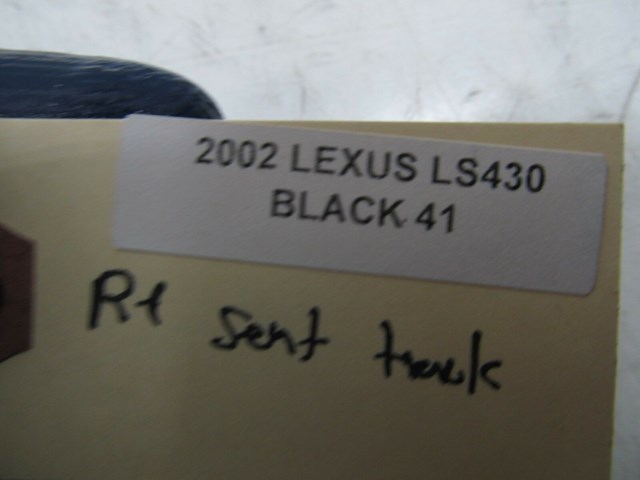 2002 LEXUS LS430
BLACK 41
Rt seat track